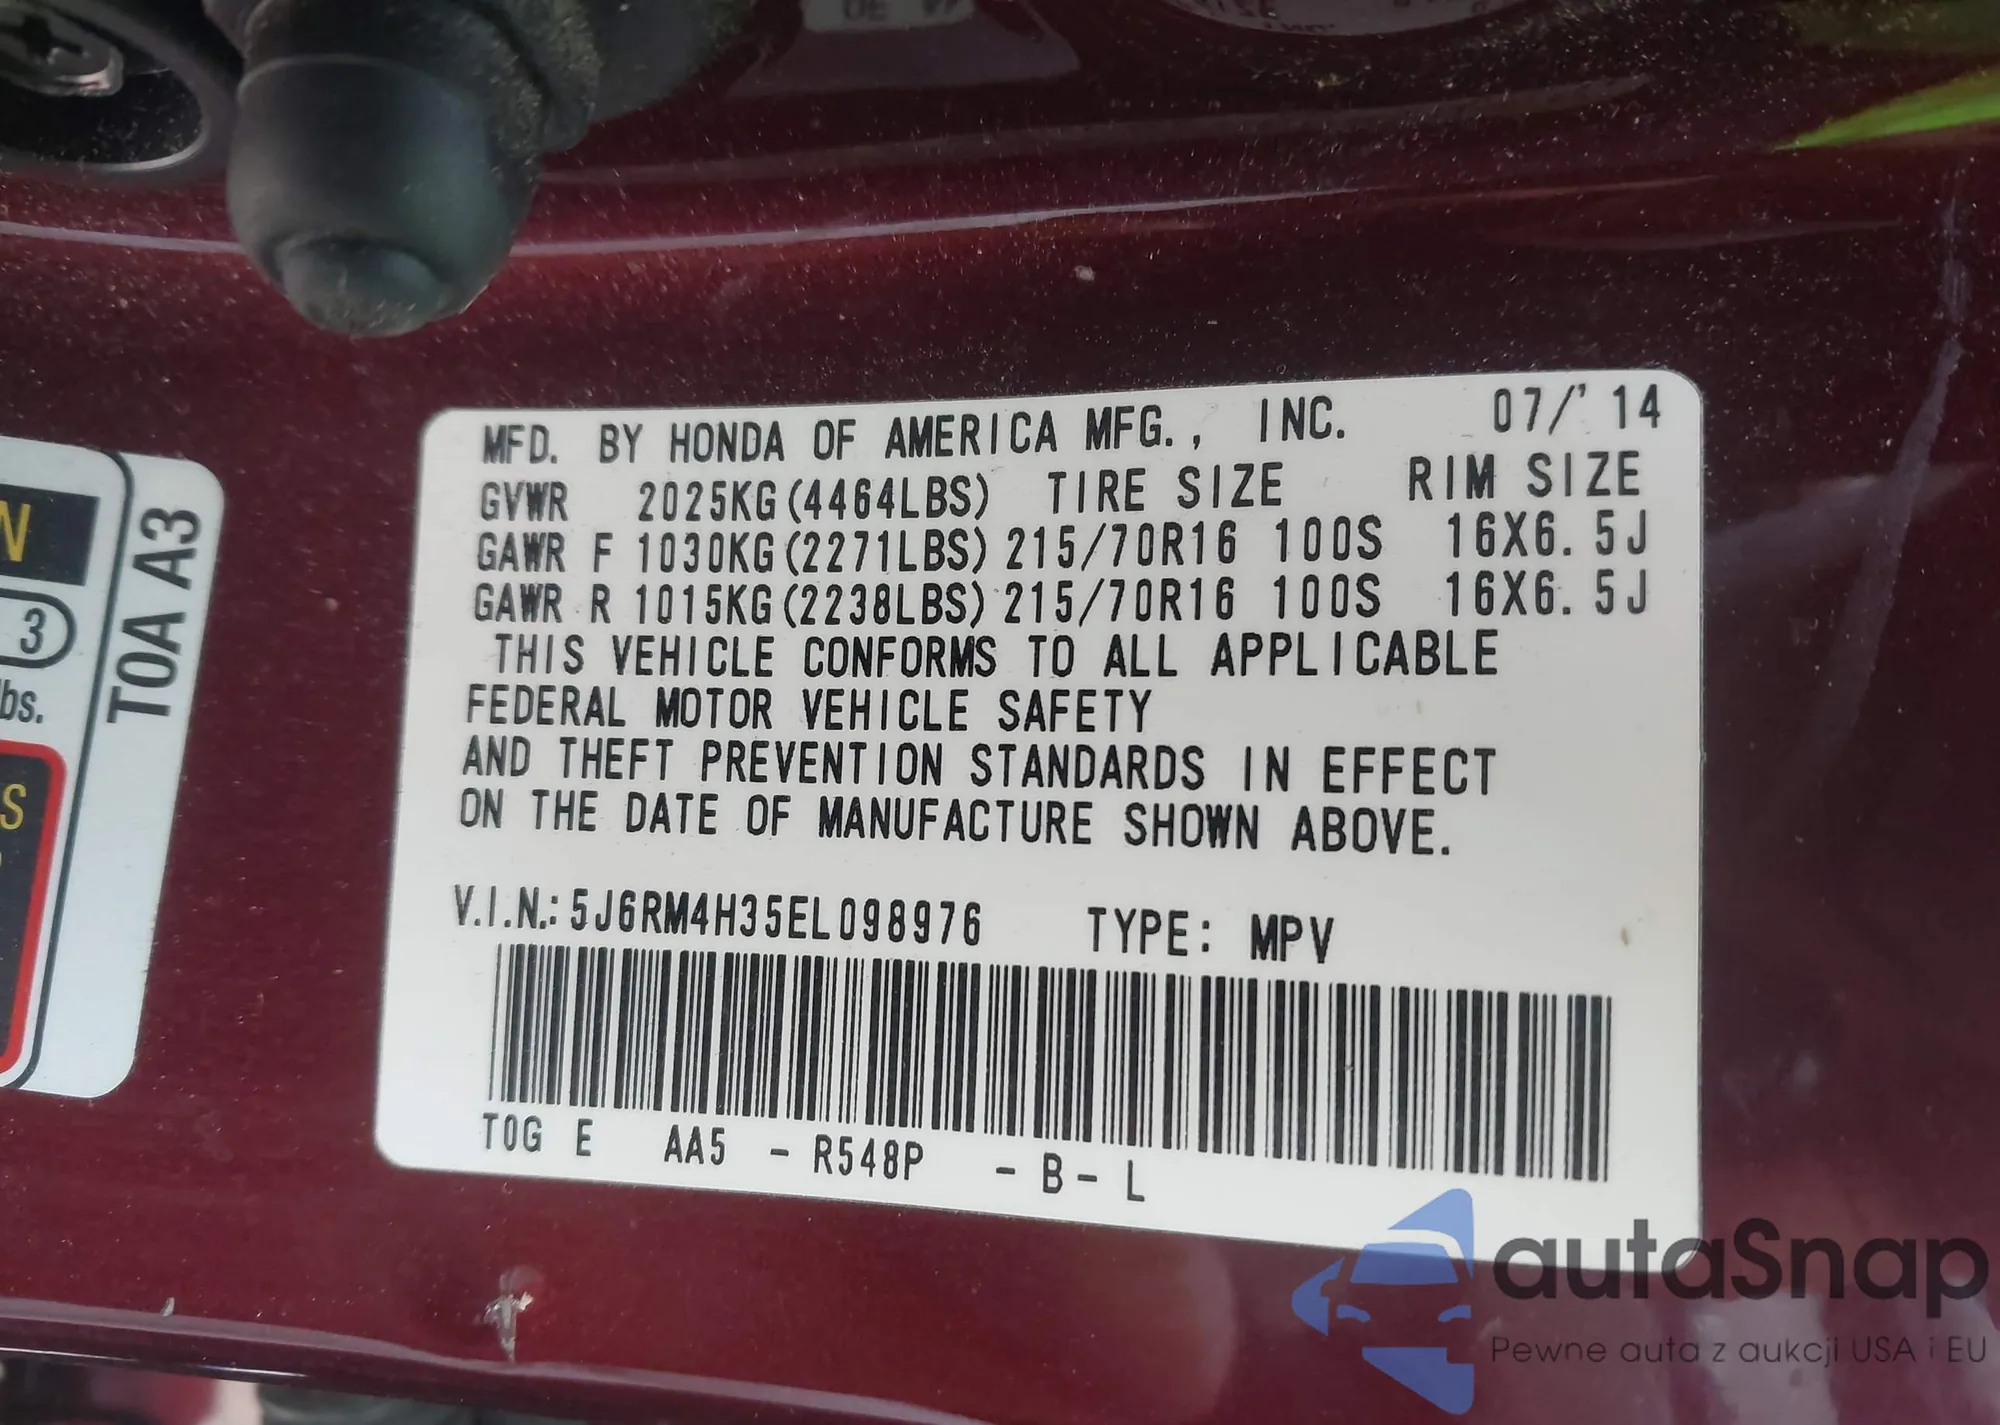 MFD. BY HONDA OF AMERICA MFG., INC. 07/'14
GVWR 2025KG(4464LBS) TIRE SIZE RIM SIZE
GAWR F 1030KG(2271LBS) 215/70R16 100S 16X6.5J
GAWR R 1015KG(2238LBS) 215/70R16 100S 16X6.5J
THIS VEHICLE CONFORMS TO ALL APPLICABLE
FEDERAL MOTOR VEHICLE SAFETY
AND THEFT PREVENTION STANDARDS IN EFFECT
ON THE DATE OF MANUFACTURE SHOWN ABOVE.
V.I.N.: 5J6RM4H35EL098976 TYPE: MPV
T0G E AA5 - R548P - B - L
T0A A3
3
autaSnap
Pewne auta z aukcji USA i EU